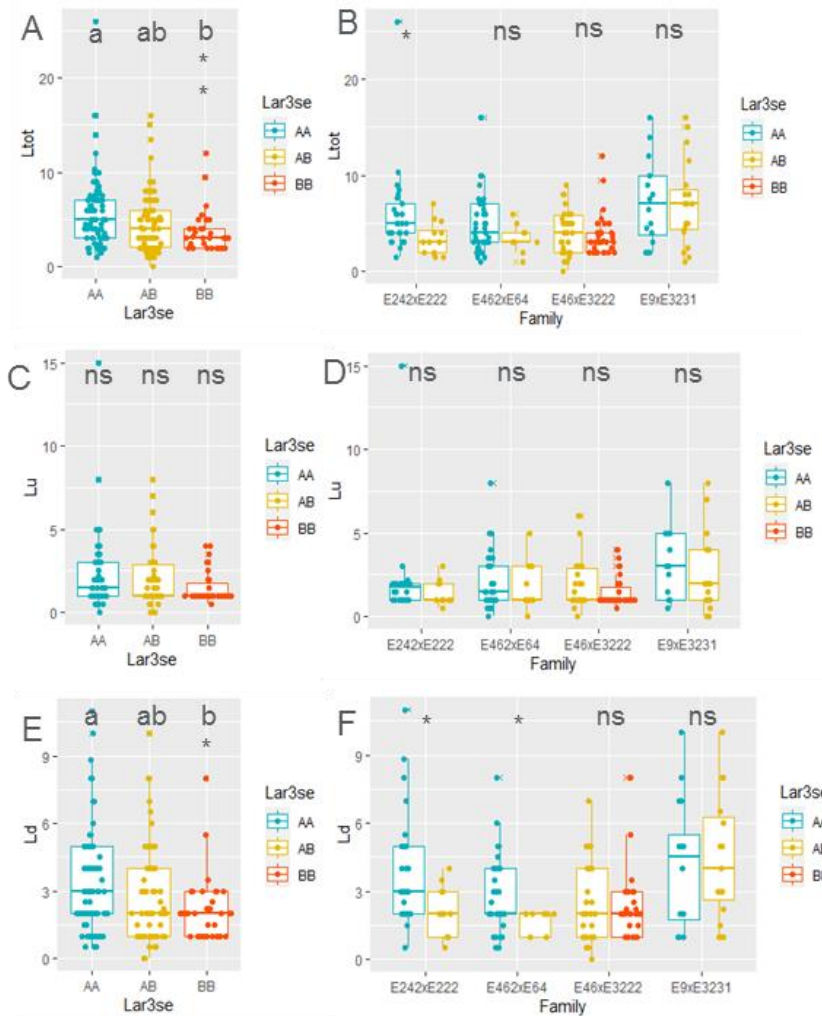 A
a ab b
*
*
Ltot
20
10
0
AA AB BB
Lar3se
Lar3se
AA
AB
BB
B
* ns ns ns
Ltot
20
10
0
E242xE222 E462xE64 E46xE3222 E9xE3231
Family
Lar3se
AA
AB
BB
C
ns ns ns
Lu
15
10
5
0
AA AB BB
Lar3se
Lar3se
AA
AB
BB
D
ns ns ns ns
Lu
15
10
5
0
E242xE222 E462xE64 E46xE3222 E9xE3231
Family
Lar3se
AA
AB
BB
E
a ab b
*
Ld
9
6
3
0
AA AB BB
Lar3se
Lar3se
AA
AB
BB
F
* * ns ns
Ld
9
6
3
0
E242xE222 E462xE64 E46xE3222 E9xE3231
Family
Lar3se